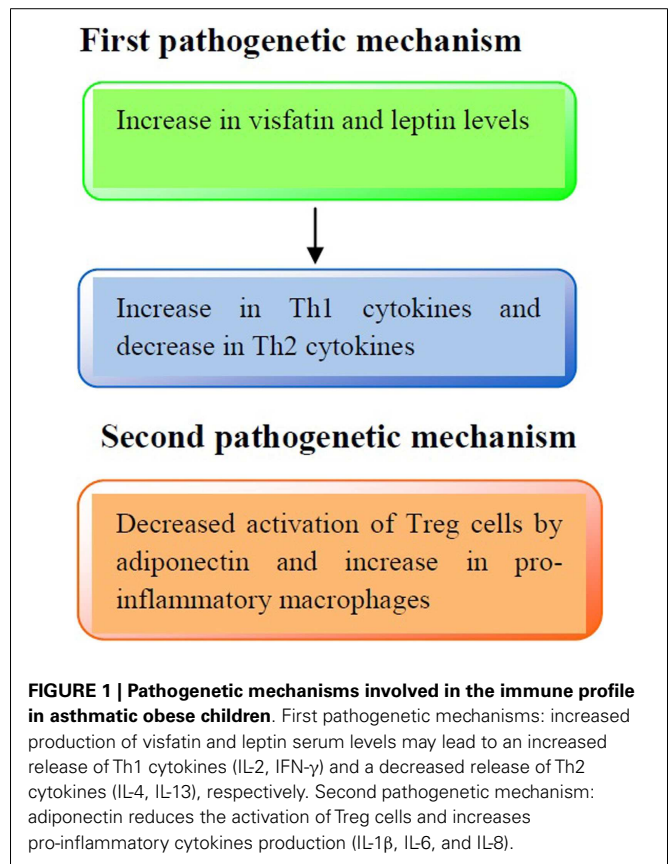 First pathogenetic mechanism
Increase in visfatin and leptin levels
Increase in Th1 cytokines and
decrease in Th2 cytokines
Second pathogenetic mechanism
Decreased activation of Treg cells by
adiponectin and increase in pro-
inflammatory macrophages
FIGURE 1 | Pathogenetic mechanisms involved in the immune profile
in asthmatic obese children. First pathogenetic mechanisms: increased
production of visfatin and leptin serum levels may lead to an increased
release of Th1 cytokines (IL-2, IFN-γ) and a decreased release of Th2
cytokines (IL-4, IL-13), respectively. Second pathogenetic mechanism:
adiponectin reduces the activation of Treg cells and increases
pro-inflammatory cytokines production (IL-1β, IL-6, and IL-8).